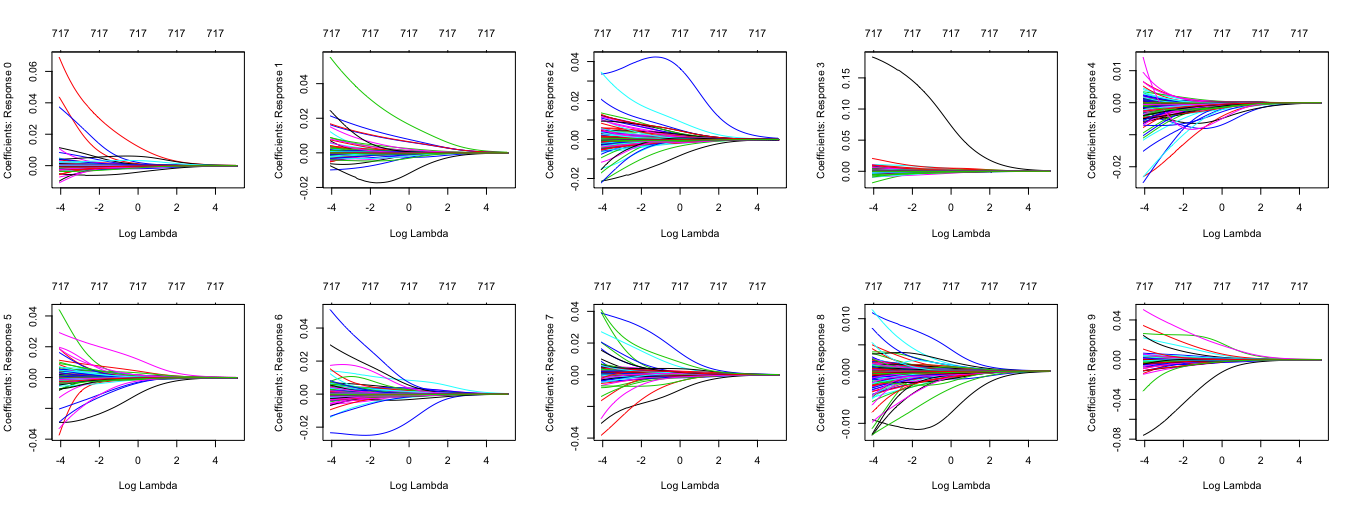 717 717 717 717 717
Coefficients: Response 0
0.00 0.02 0.04 0.06
-4 -2 0 2 4
Log Lambda
717 717 717 717 717
Coefficients: Response 1
-0.02 0.00 0.02 0.04
-4 -2 0 2 4
Log Lambda
717 717 717 717 717
Coefficients: Response 2
-0.02 0.00 0.02 0.04
-4 -2 0 2 4
Log Lambda
717 717 717 717 717
Coefficients: Response 3
0.00 0.05 0.10 0.15
-4 -2 0 2 4
Log Lambda
717 717 717 717 717
Coefficients: Response 4
-0.02 0.00 0.01
-4 -2 0 2 4
Log Lambda
717 717 717 717 717
Coefficients: Response 5
-0.04 0.00 0.02 0.04
-4 -2 0 2 4
Log Lambda
717 717 717 717 717
Coefficients: Response 6
-0.02 0.00 0.02 0.04
-4 -2 0 2 4
Log Lambda
717 717 717 717 717
Coefficients: Response 7
-0.04 0.00 0.02 0.04
-4 -2 0 2 4
Log Lambda
717 717 717 717 717
Coefficients: Response 8
-0.010 0.000 0.010
-4 -2 0 2 4
Log Lambda
717 717 717 717 717
Coefficients: Response 9
-0.08 -0.04 0.00 0.04
-4 -2 0 2 4
Log Lambda